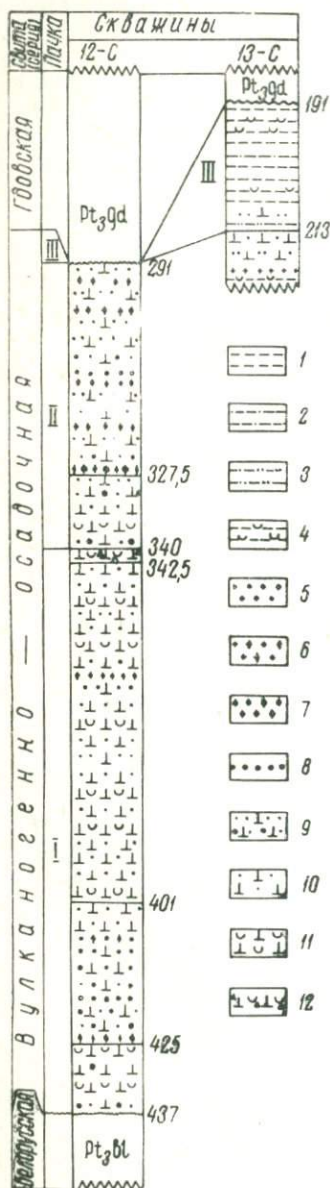 Свита (серия)
Пачка
Скважины
12-С
13-С
Гдовская
Pt₃gd
Pt₃gd
191
III
III
213
291
Вулканогенно — осадочная
II
327,5
340
342,5
I
401
425
437
Белорусская
Pt₃bl
1
2
3
4
5
6
7
8
9
10
11
12